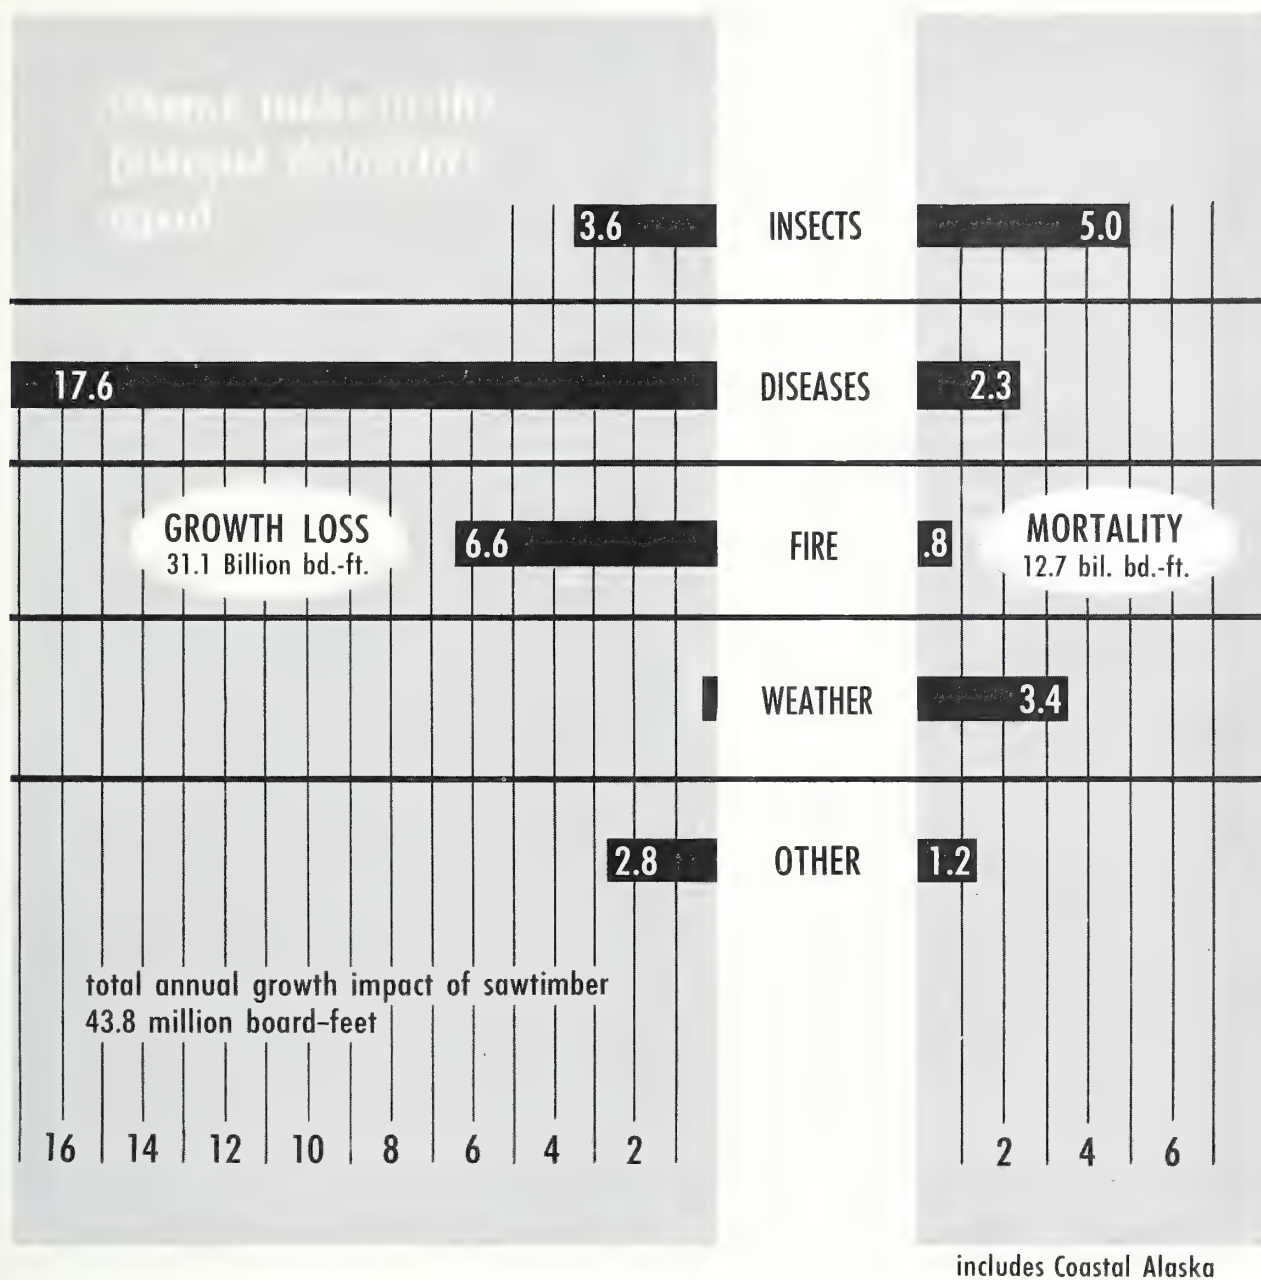 3.6 INSECTS 5.0
17.6 DISEASES 2.3
GROWTH LOSS
31.1 Billion bd.-ft.
6.6 FIRE .8
MORTALITY
12.7 bil. bd.-ft.
WEATHER 3.4
2.8 OTHER 1.2
total annual growth impact of sawtimber
43.8 million board-feet
16 14 12 10 8 6 4 2 2 4 6
includes Coastal Alaska